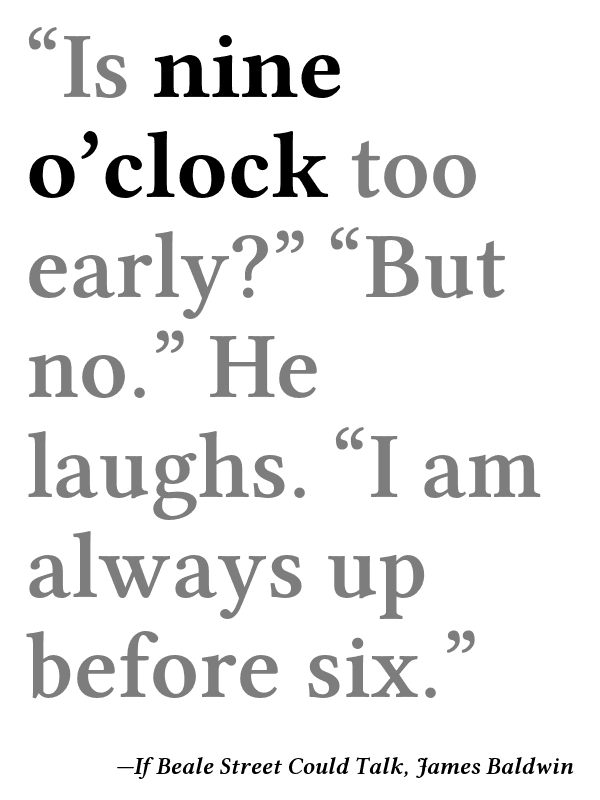 “Is nine
o’clock too
early?” “But
no.” He
laughs. “I am
always up
before six.”
—If Beale Street Could Talk, James Baldwin